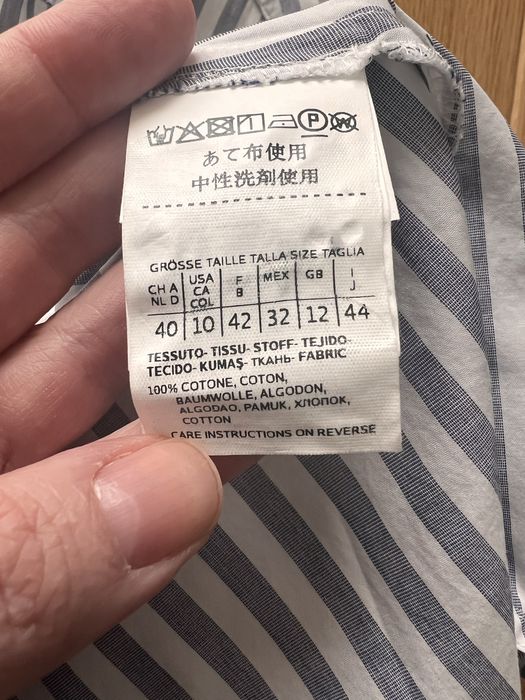 P W
あて布使用
中性洗剤使用
GRÖSSE TAILLE TALLA SIZE TAGLIA
CH A NL D USA CA COL F B MEX GB I J
40 10 42 32 12 44
TESSUTO- TISSU- STOFF- TEJIDO-
TECIDO- KUMAŞ- ТКАНЬ- FABRIC
100% COTONE, COTON,
BAUMWOLLE, ALGODON,
ALGODAO, PAMUK, ХЛОПОК,
COTTON
CARE INSTRUCTIONS ON REVERSE